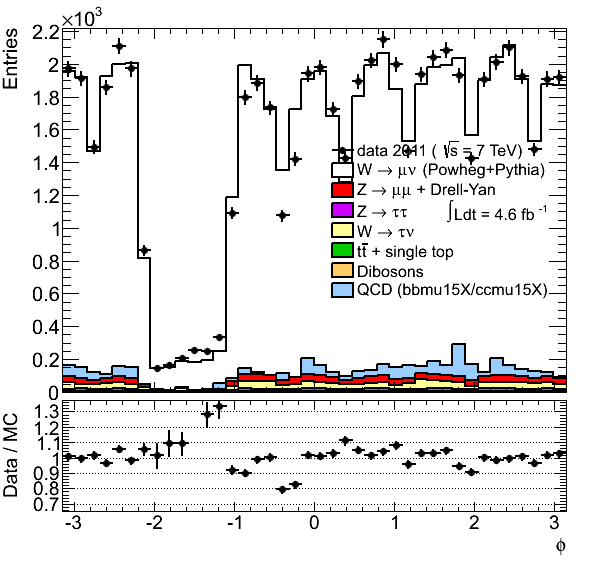 ×10³
Entries
2.2
2
1.8
1.6
1.4
1.2
1
0.8
0.6
0.4
0.2
0
data 2011 ( √s = 7 TeV)
W → μν (Powheg+Pythia)
Z → μμ + Drell-Yan
Z → ττ
∫Ldt = 4.6 fb⁻¹
W → τν
tt̅ + single top
Dibosons
QCD (bbmu15X/ccmu15X)
Data / MC
1.3
1.2
1.1
1
0.9
0.8
0.7
-3 -2 -1 0 1 2 3
ϕ